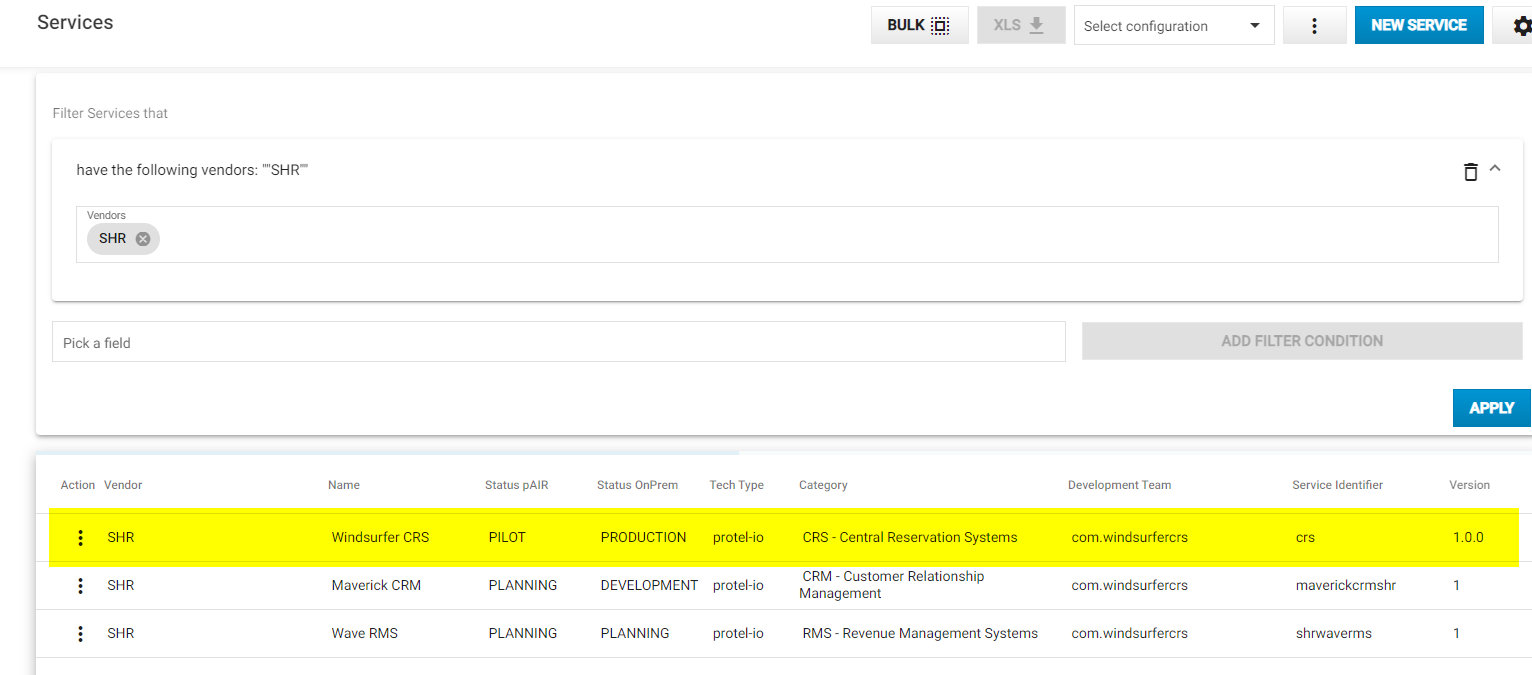 Services
BULK
XLS
Select configuration
NEW SERVICE
Filter Services that
have the following vendors: ""SHR""
Vendors
SHR
Pick a field
ADD FILTER CONDITION
APPLY
Action Vendor Name Status pAIR Status OnPrem Tech Type Category Development Team Service Identifier Version
SHR Windsurfer CRS PILOT PRODUCTION protel-io CRS - Central Reservation Systems com.windsurfercrs crs 1.0.0
SHR Maverick CRM PLANNING DEVELOPMENT protel-io CRM - Customer Relationship Management com.windsurfercrs maverickcrmshr 1
SHR Wave RMS PLANNING PLANNING protel-io RMS - Revenue Management Systems com.windsurfercrs shrwaverms 1